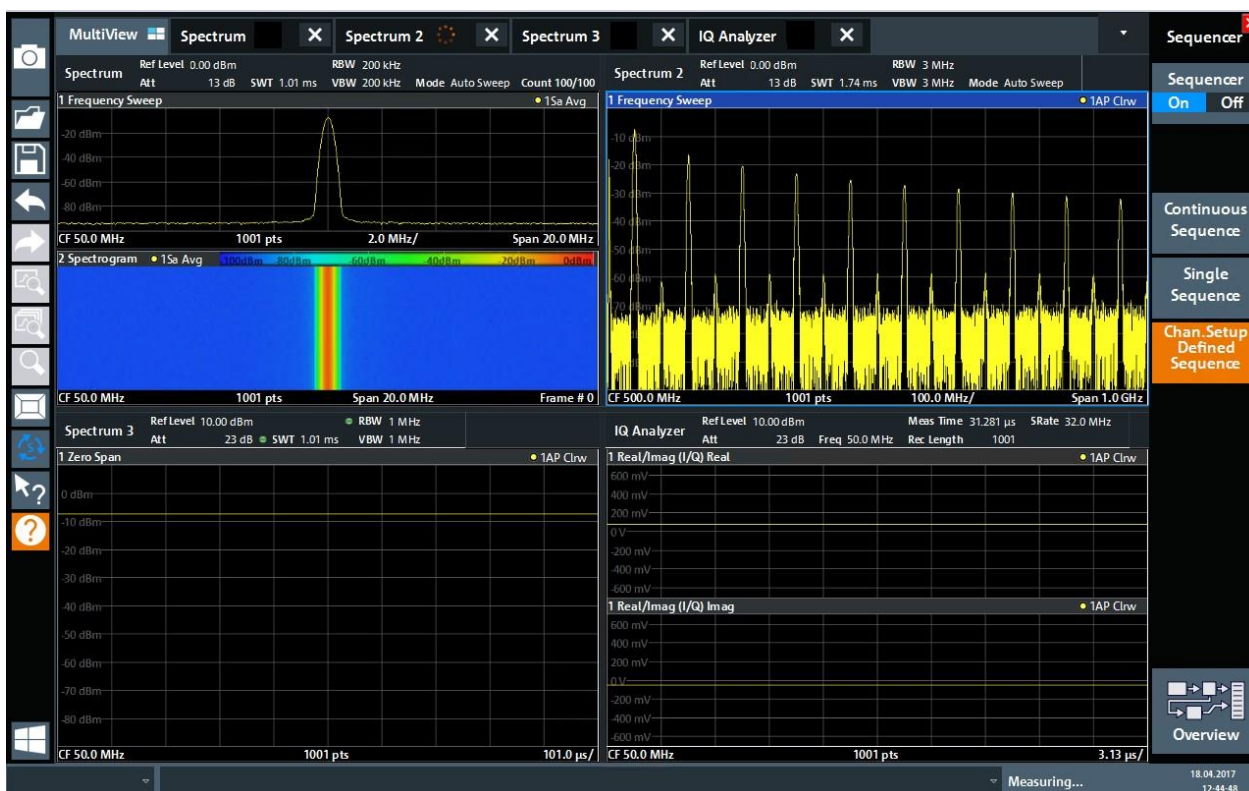 MultiView Spectrum X Spectrum 2 X Spectrum 3 X IQ Analyzer X
Sequencer
Spectrum
Ref Level 0.00 dBm RBW 200 kHz
Att 13 dB SWT 1.01 ms VBW 200 kHz Mode Auto Sweep Count 100/100
1 Frequency Sweep 1Sa Avg
-20 dBm
-40 dBm
-60 dBm
-80 dBm
CF 50.0 MHz 1001 pts 2.0 MHz/ Span 20.0 MHz
2 Spectrogram 1Sa Avg -100dBm -80dBm -60dBm -40dBm -20dBm 0dBm
CF 50.0 MHz 1001 pts Span 20.0 MHz Frame # 0
Spectrum 2
Ref Level 0.00 dBm RBW 3 MHz
Att 13 dB SWT 1.74 ms VBW 3 MHz Mode Auto Sweep
1 Frequency Sweep 1AP Clrw
-10 dBm
-20 dBm
-30 dBm
-40 dBm
-50 dBm
-60 dBm
-70 dBm
CF 500.0 MHz 1001 pts 100.0 MHz/ Span 1.0 GHz
Spectrum 3
Ref Level 10.00 dBm RBW 1 MHz
Att 23 dB SWT 1.01 ms VBW 1 MHz
1 Zero Span 1AP Clrw
0 dBm
-10 dBm
-20 dBm
-30 dBm
-40 dBm
-50 dBm
-60 dBm
-70 dBm
-80 dBm
CF 50.0 MHz 1001 pts 101.0 µs/
IQ Analyzer
Ref Level 10.00 dBm Meas Time 31.281 µs SRate 32.0 MHz
Att 23 dB Freq 50.0 MHz Rec Length 1001
1 Real/Imag (I/Q) Real 1AP Clrw
600 mV
400 mV
200 mV
0 V
-200 mV
-400 mV
-600 mV
1 Real/Imag (I/Q) Imag 1AP Clrw
600 mV
400 mV
200 mV
0 V
-200 mV
-400 mV
-600 mV
CF 50.0 MHz 1001 pts 3.13 µs/
Sequencer
On Off
Continuous
Sequence
Single
Sequence
Chan.Setup
Defined
Sequence
Overview
Measuring...
18.04.2017
12:44:48